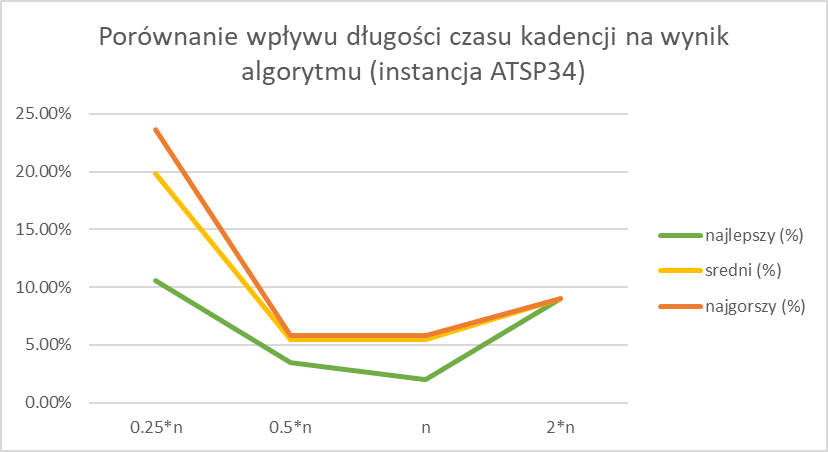 Porównanie wpływu długości czasu kadencji na wynik
algorytmu (instancja ATSP34)
25.00%
20.00%
15.00%
10.00%
5.00%
0.00%
0.25*n 0.5*n n 2*n
najlepszy (%)
sredni (%)
najgorszy (%)